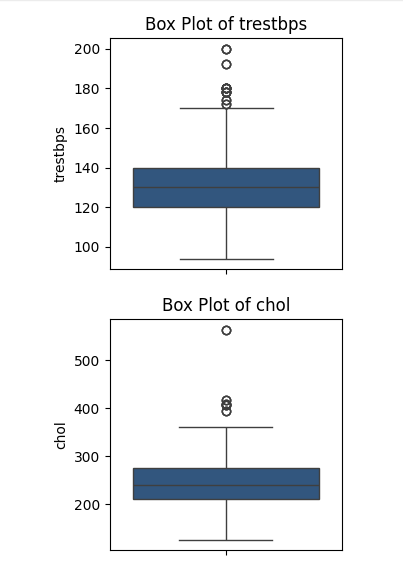 Box Plot of trestbps
200
180
160
140
120
100
trestbps
Box Plot of chol
500
400
300
200
chol